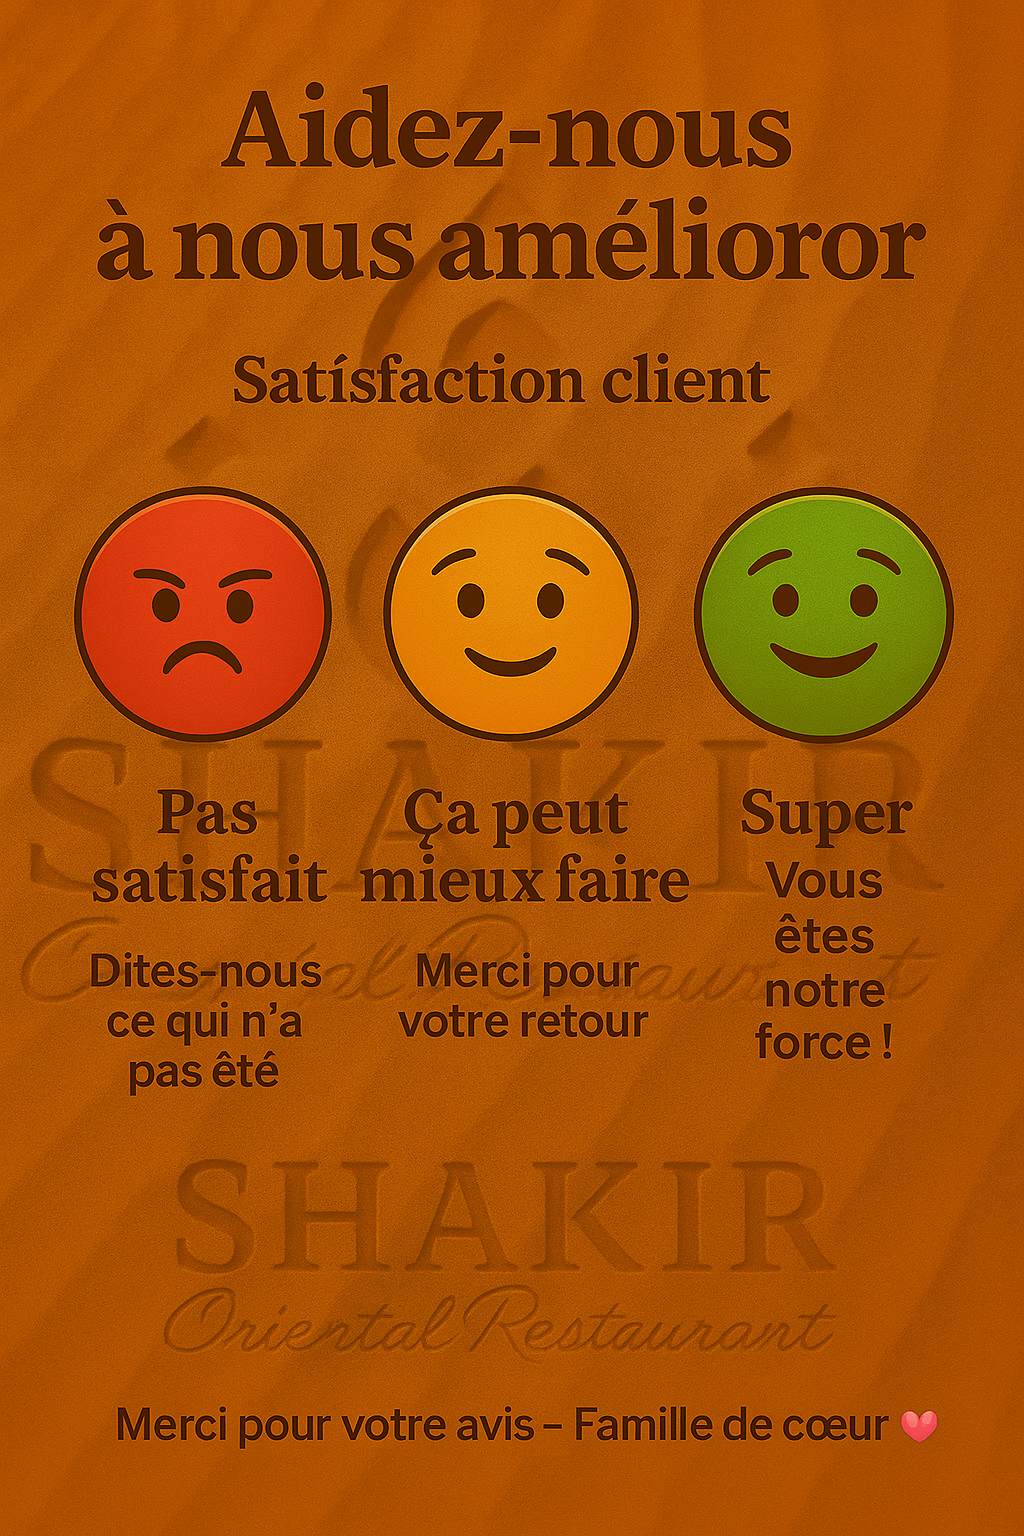 Aidez-nous
à nous amélioror
Satísfaction client
Pas
satisfait
Dites-nous
ce qui n’a
pas êté
Ça peut
mieux faire
Merci pour
votre retour
Super
Vous
êtes
notre
force !
SHAKIR
Oriental Restaurant
SHAKIR
Oriental Restaurant
Merci pour votre avis – Famille de cœur